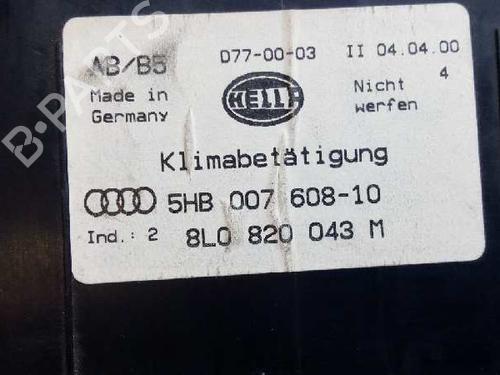 AB/B5 D77-00-03 II 04.04.00
Made in Germany HELLA Nicht werfen 4
Klimabetätigung
5HB 007 608-10
Ind.: 2 8L0 820 043 M
B-PARTS